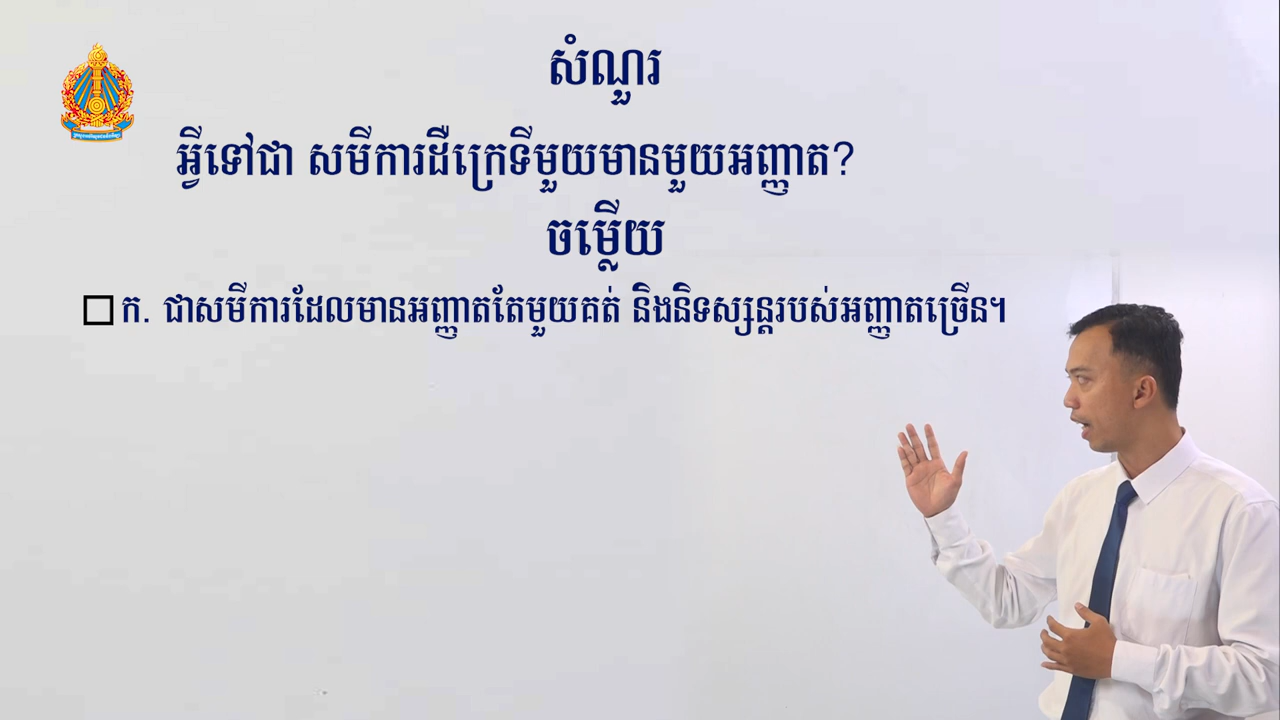 សំណួរ
អ្វីទៅជា សមីការដឺក្រេទីមួយមានមួយអញ្ញាត?
ចម្លើយ
ក. ជាសមីការដែលមានអញ្ញាតតែមួយគត់ និងនិទស្សន្តរបស់អញ្ញាតច្រើន។